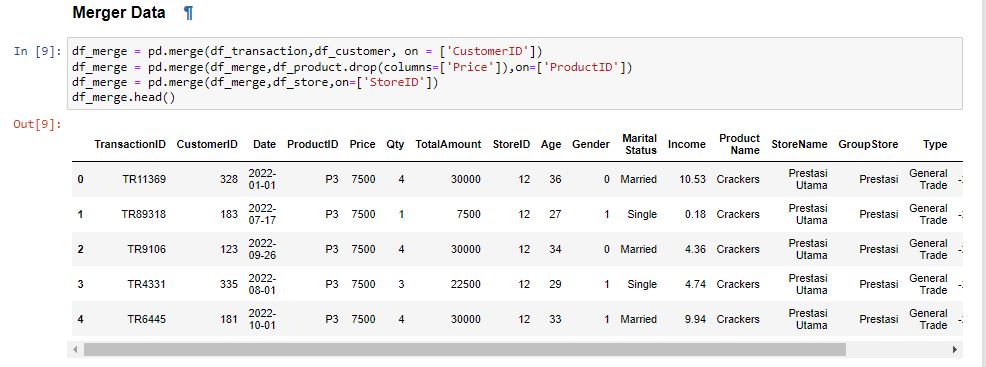 Merger Data ¶
In [9]: df_merge = pd.merge(df_transaction,df_customer, on = ['CustomerID'])
df_merge = pd.merge(df_merge,df_product.drop(columns=['Price']),on=['ProductID'])
df_merge = pd.merge(df_merge,df_store,on=['StoreID'])
df_merge.head()
Out[9]:
TransactionID CustomerID Date ProductID Price Qty TotalAmount StoreID Age Gender Marital Status Income Product Name StoreName GroupStore Type
0 TR11369 328 2022-01-01 P3 7500 4 30000 12 36 0 Married 10.53 Crackers Prestasi Utama Prestasi General Trade
1 TR89318 183 2022-07-17 P3 7500 1 7500 12 27 1 Single 0.18 Crackers Prestasi Utama Prestasi General Trade
2 TR9106 123 2022-09-26 P3 7500 4 30000 12 34 0 Married 4.36 Crackers Prestasi Utama Prestasi General Trade
3 TR4331 335 2022-08-01 P3 7500 3 22500 12 29 1 Single 4.74 Crackers Prestasi Utama Prestasi General Trade
4 TR6445 181 2022-10-01 P3 7500 4 30000 12 33 1 Married 9.94 Crackers Prestasi Utama Prestasi General Trade